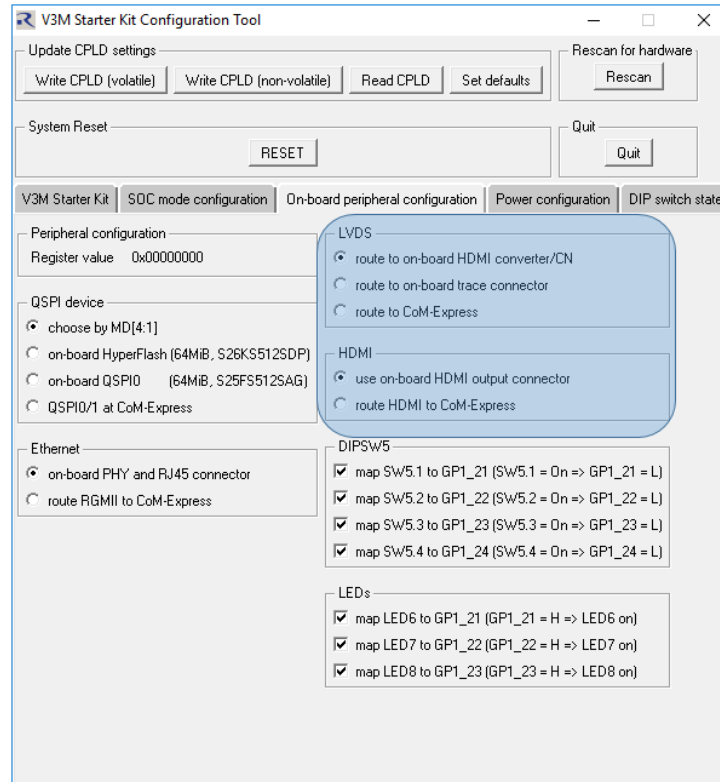 V3M Starter Kit Configuration Tool
Update CPLD settings
Write CPLD (volatile) Write CPLD (non-volatile) Read CPLD Set defaults
Rescan for hardware
Rescan
System Reset
RESET
Quit
Quit
V3M Starter Kit SOC mode configuration On-board peripheral configuration Power configuration DIP switch state
Peripheral configuration
Register value 0x00000000
QSPI device
choose by MD[4:1]
on-board HyperFlash (64MiB, S26KS512SDP)
on-board QSPI0 (64MiB, S25FS512SAG)
QSPI0/1 at CoM-Express
Ethernet
on-board PHY and RJ45 connector
route RGMII to CoM-Express
LVDS
route to on-board HDMI converter/CN
route to on-board trace connector
route to CoM-Express
HDMI
use on-board HDMI output connector
route HDMI to CoM-Express
DIPSW5
map SW5.1 to GP1_21 (SW5.1 = On => GP1_21 = L)
map SW5.2 to GP1_22 (SW5.2 = On => GP1_22 = L)
map SW5.3 to GP1_23 (SW5.3 = On => GP1_23 = L)
map SW5.4 to GP1_24 (SW5.4 = On => GP1_24 = L)
LEDs
map LED6 to GP1_21 (GP1_21 = H => LED6 on)
map LED7 to GP1_22 (GP1_22 = H => LED7 on)
map LED8 to GP1_23 (GP1_23 = H => LED8 on)